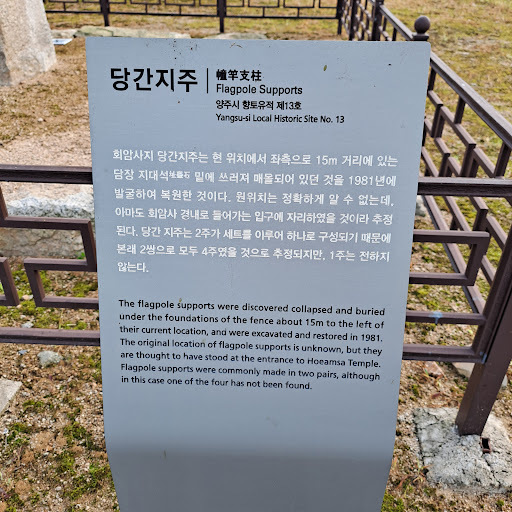 당간지주
幢竿支柱
Flagpole Supports
양주시 향토유적 제13호
Yangsu-si Local Historic Site No. 13
회암사지 당간지주는 현 위치에서 좌측으로 15m 거리에 있는
담장 지대석地臺石 밑에 쓰러져 매몰되어 있던 것을 1981년에
발굴하여 복원한 것이다. 원위치는 정확하게 알 수 없는데,
아마도 회암사 경내로 들어가는 입구에 자리하였을 것이라 추정
된다. 당간 지주는 2주가 세트를 이루어 하나로 구성되기 때문에
본래 2쌍으로 모두 4주였을 것으로 추정되지만, 1주는 전하지
않는다.
The flagpole supports were discovered collapsed and buried
under the foundations of the fence about 15m to the left of
their current location, and were excavated and restored in 1981.
The original location of flagpole supports is unknown, but they
are thought to have stood at the entrance to Hoeamsa Temple.
Flagpole supports were commonly made in two pairs, although
in this case one of the four has not been found.